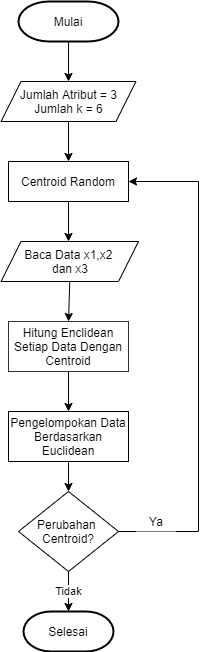 Mulai
Jumlah Atribut = 3
Jumlah k = 6
Centroid Random
Baca Data x1,x2
dan x3
Hitung Enclidean
Setiap Data Dengan
Centroid
Pengelompokan Data
Berdasarkan
Euclidean
Perubahan
Centroid?
Ya
Tidak
Selesai